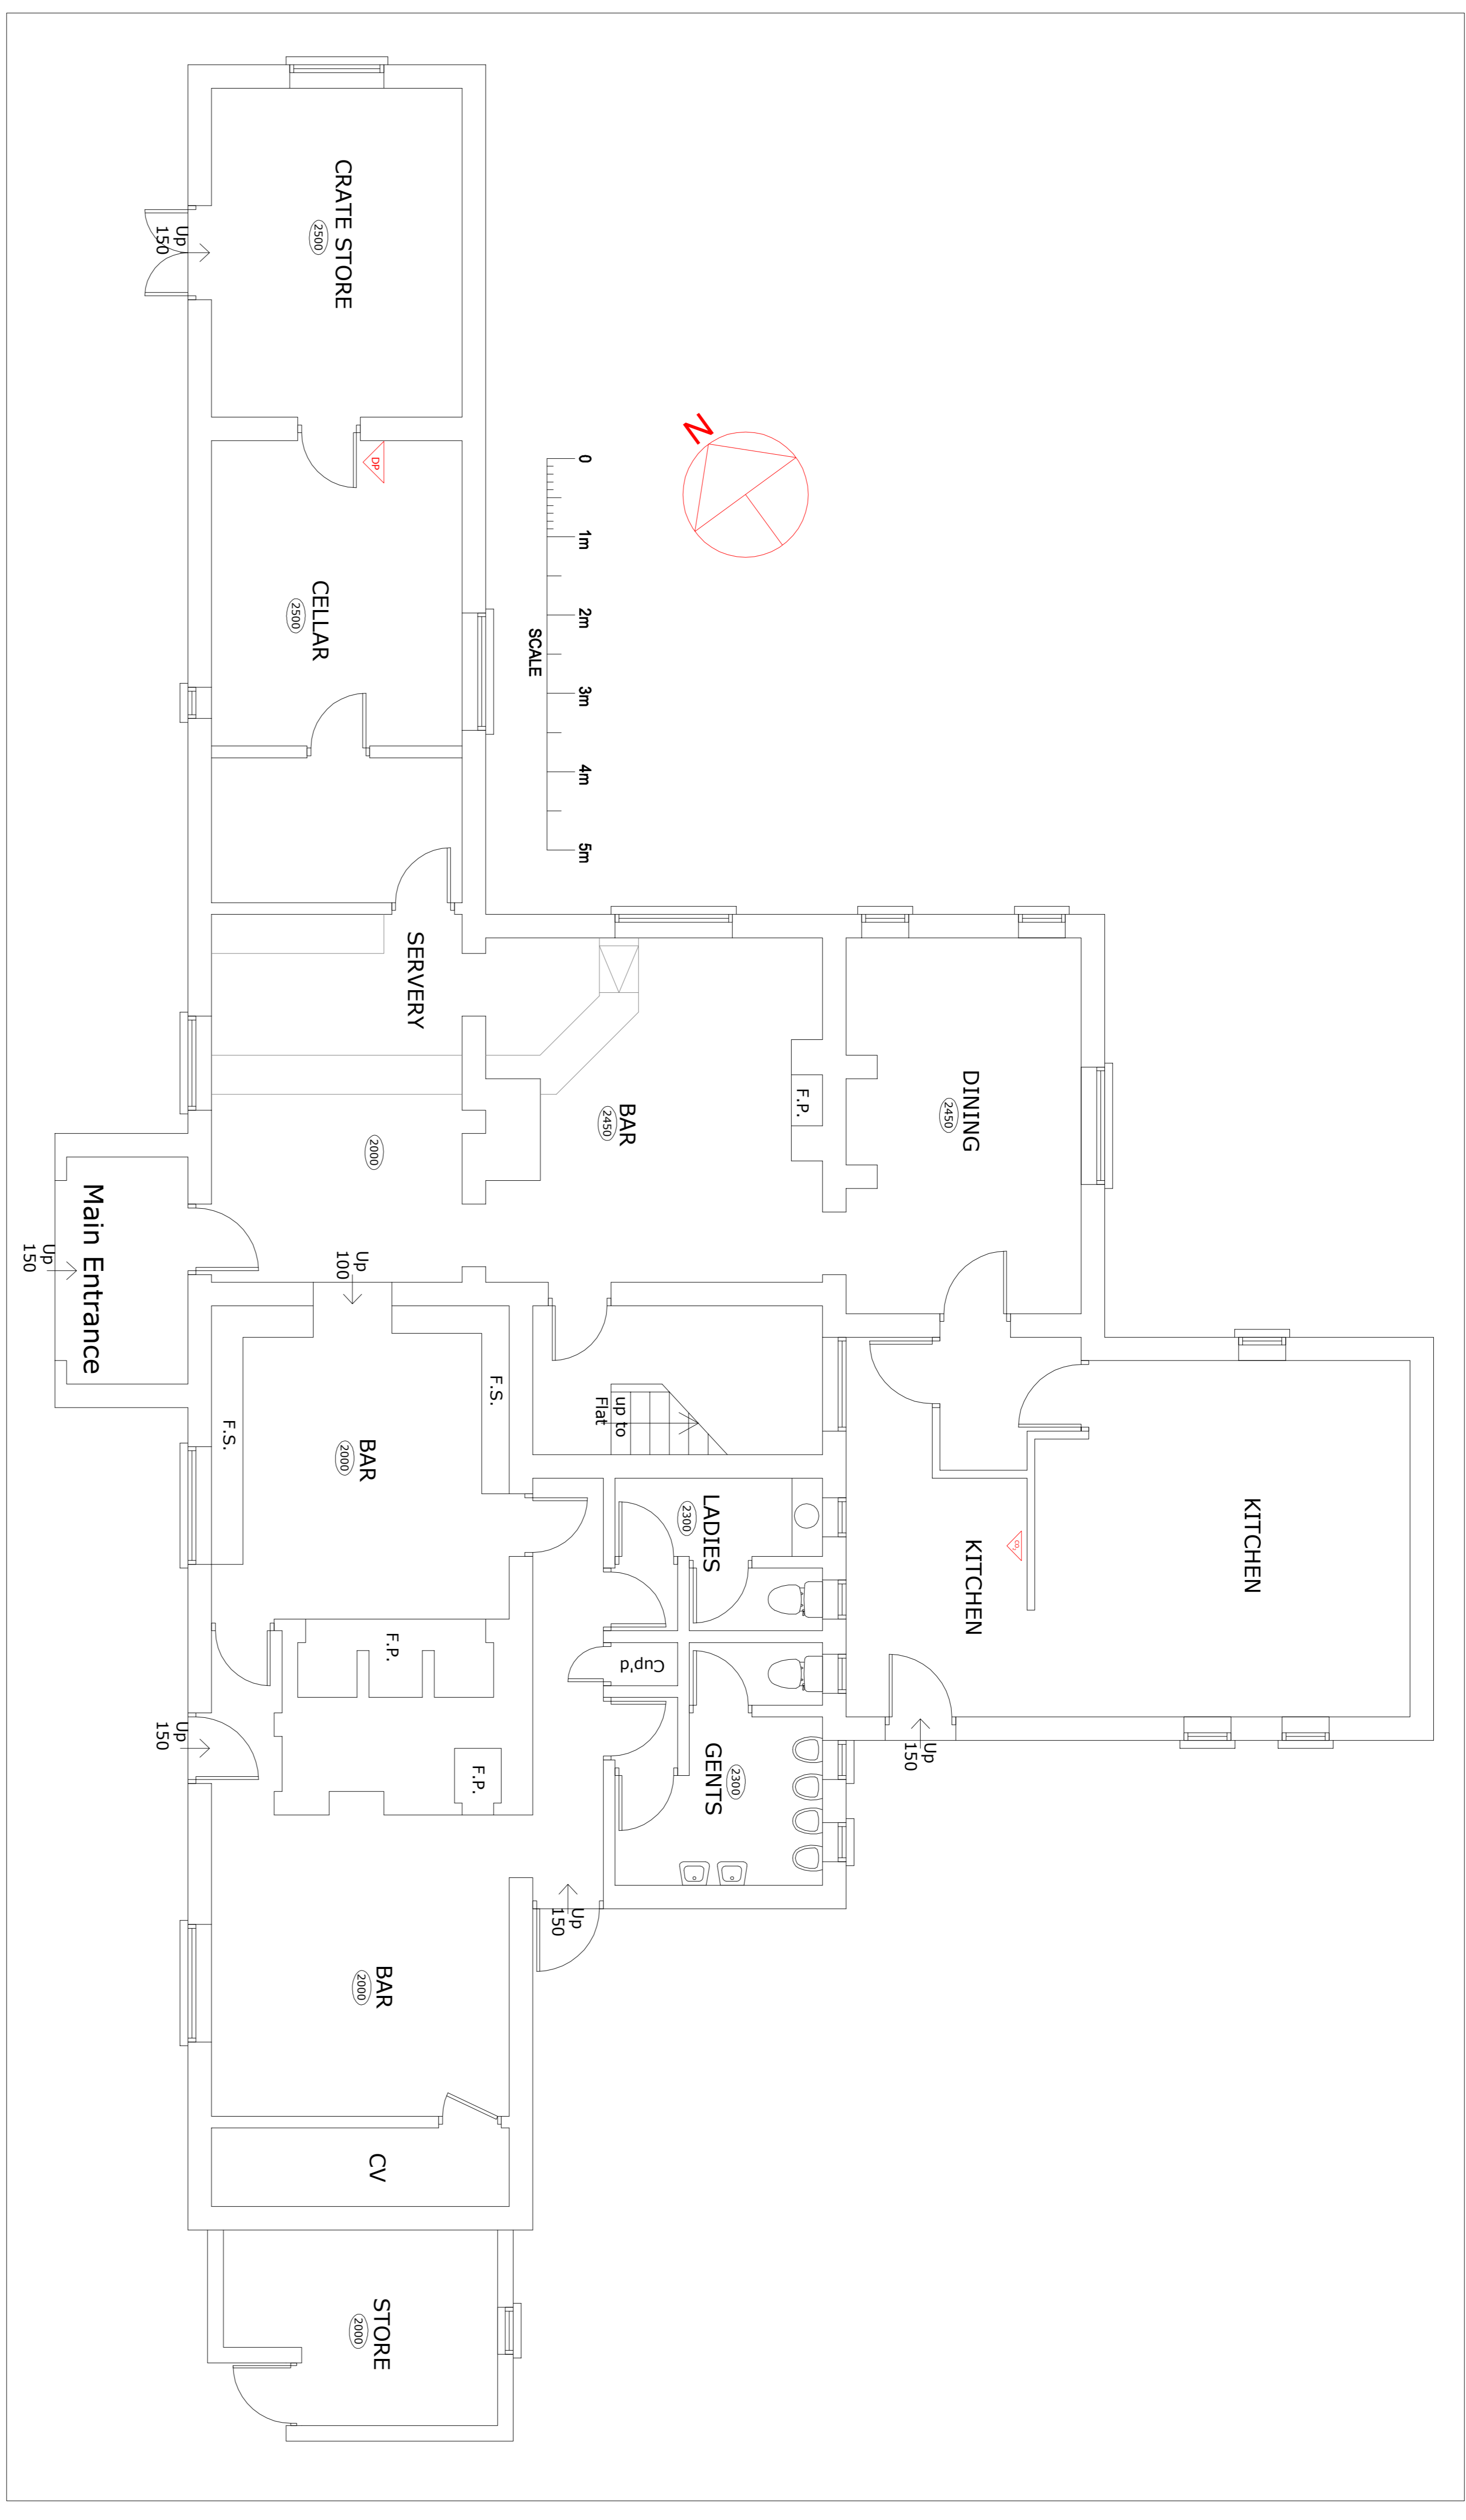 CRATE STORE
2500
Up
150
DP
CELLAR
2500
N
0
1m
2m
3m
4m
5m
SCALE
SERVERY
2000
BAR
2450
F.P.
DINING
2450
Main Entrance
Up
150
Up
100
F.S.
F.S.
BAR
2000
up to
Flat
LADIES
2300
KITCHEN
KITCHEN
CO2
F.P.
Cup'd
Up
150
F.P.
GENTS
2300
Up
150
Up
150
BAR
2000
CV
STORE
2000